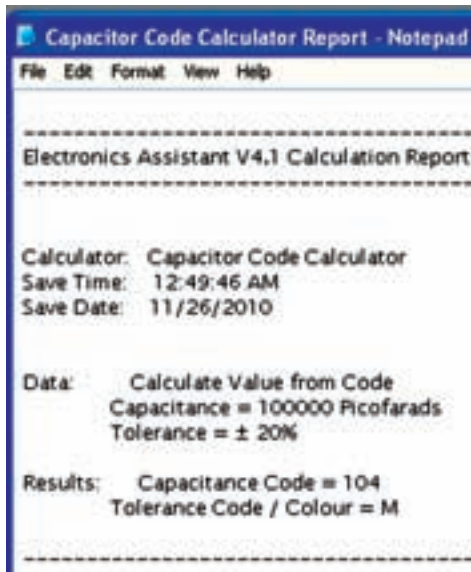 Capacitor Code Calculator Report - Notepad
File Edit Format View Help
--------------------------------------------------
Electronics Assistant V4.1 Calculation Report
--------------------------------------------------
Calculator: Capacitor Code Calculator
Save Time: 12:49:46 AM
Save Date: 11/26/2010
Data: Calculate Value from Code
Capacitance = 100000 Picofarads
Tolerance = ± 20%
Results: Capacitance Code = 104
Tolerance Code / Colour = M
--------------------------------------------------